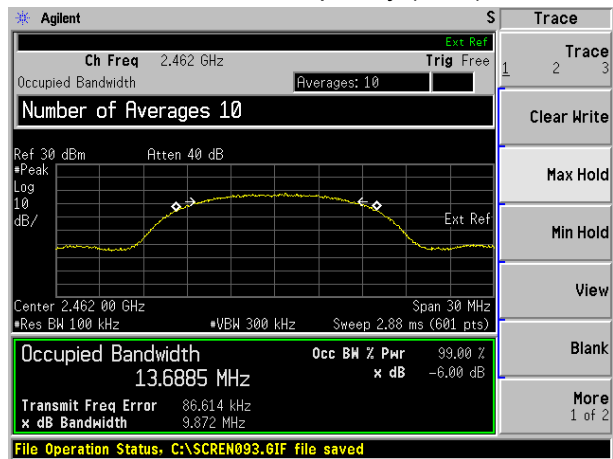 Agilent S Trace
Ext Ref
Ch Freq 2.462 GHz Trig Free
Occupied Bandwidth Averages: 10
Trace
1 2 3
Number of Averages 10
Clear Write
Ref 30 dBm Atten 40 dB
#Peak
Log
10
dB/
Ext Ref
Max Hold
Min Hold
Center 2.462 00 GHz Span 30 MHz
#Res BW 100 kHz #VBW 300 kHz Sweep 2.88 ms (601 pts)
View
Occupied Bandwidth Occ BW % Pwr 99.00 %
13.6885 MHz x dB -6.00 dB
Blank
Transmit Freq Error 86.614 kHz
x dB Bandwidth 9.872 MHz
More
1 of 2
File Operation Status, C:\SCREN093.GIF file saved